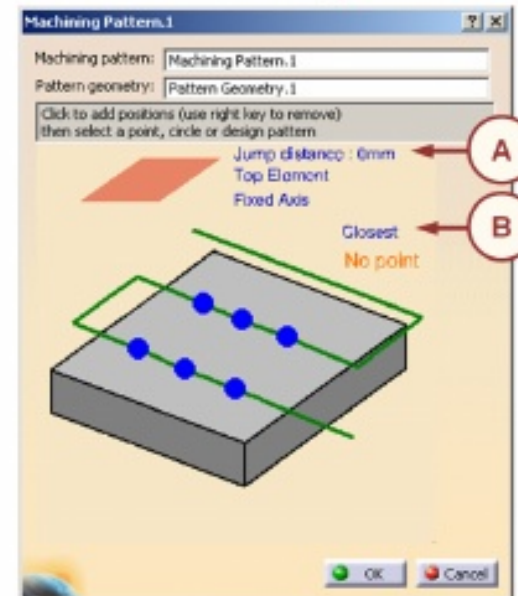 Machining Pattern.1
Machining pattern: Machining Pattern.1
Pattern geometry: Pattern Geometry.1
Click to add positions (use right key to remove)
then select a point, circle or design pattern
Jump distance : 6mm
A
Top Element
Fixed Axis
Closest
B
No point
OK
Cancel